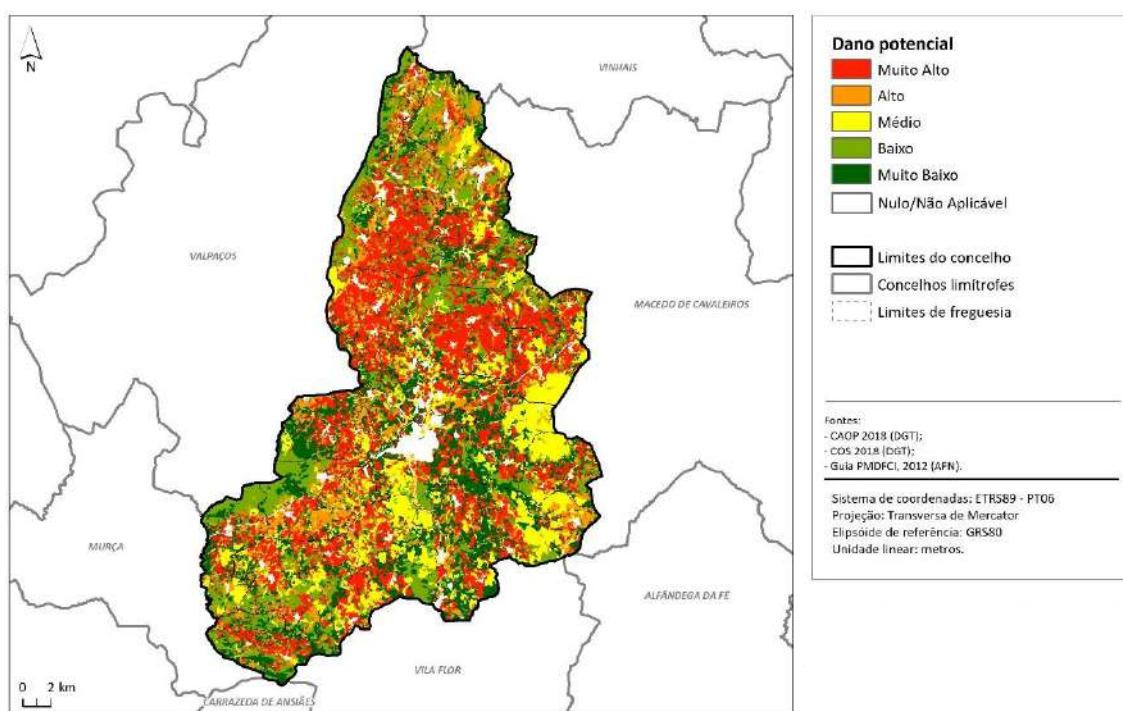 N
VINHAIS
VALPAÇOS
MACEDO DE CAVALEIROS
MURÇA
ALFÂNDEGA DA FÉ
VILA FLOR
CARRAZEDA DE ANSIÃES
0 2 km
Dano potencial
Muito Alto
Alto
Médio
Baixo
Muito Baixo
Nulo/Não Aplicável
Limites do concelho
Concelhos limítrofes
Limites de freguesia
Fontes:
- CAOP 2018 (DGT);
- COS 2018 (DGT);
- Guia PMDFCI, 2012 (AFN).
Sistema de coordenadas: ETRS89 - PT06
Projeção: Transversa de Mercator
Elipsóide de referência: GRS80
Unidade linear: metros.